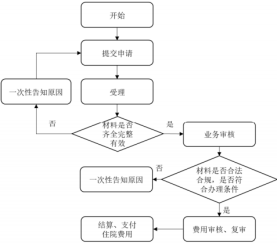 开始
提交申请
一次性告知原因
受理
否
材料是否
齐全完整
有效
是
业务审核
一次性告知原因
否
材料是否合法
合规，是否符
合办理条件
是
结算、支付
住院费用
费用审核、复审